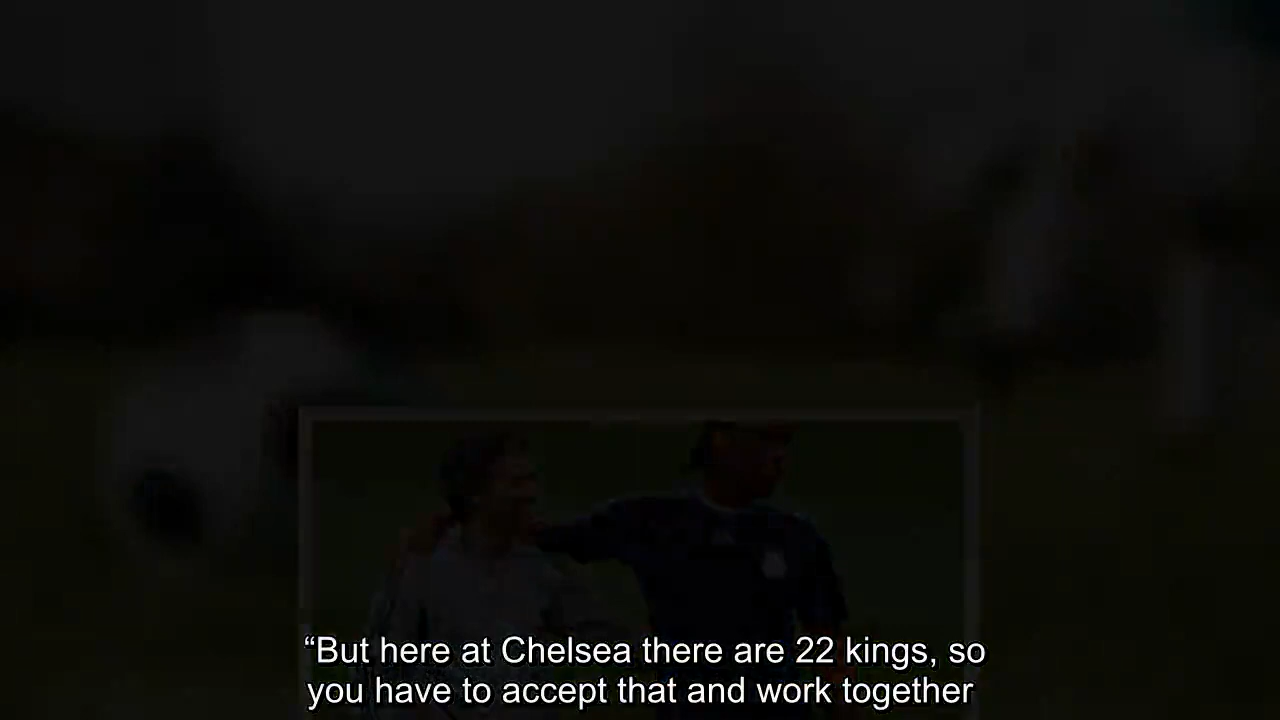 “But here at Chelsea there are 22 kings, so
you have to accept that and work together